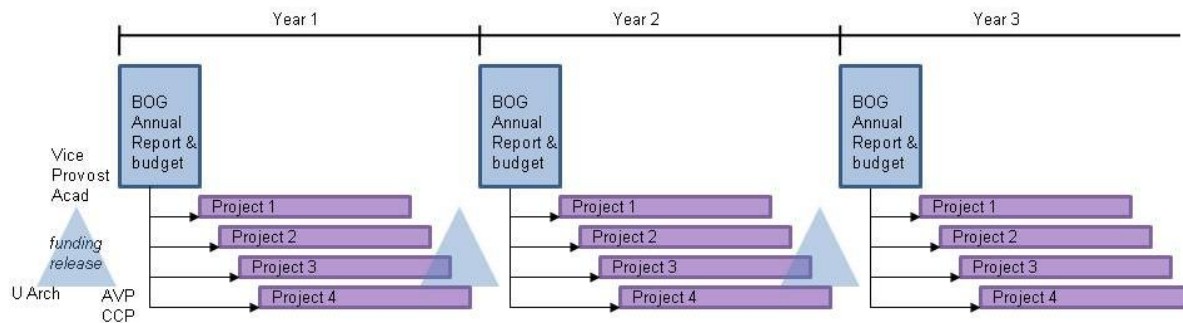 Year 1
Year 2
Year 3
BOG
Annual
Report &
budget
BOG
Annual
Report &
budget
BOG
Annual
Report &
budget
Vice
Provost
Acad
funding
release
U Arch
AVP
CCP
Project 1
Project 2
Project 3
Project 4
Project 1
Project 2
Project 3
Project 4
Project 1
Project 2
Project 3
Project 4